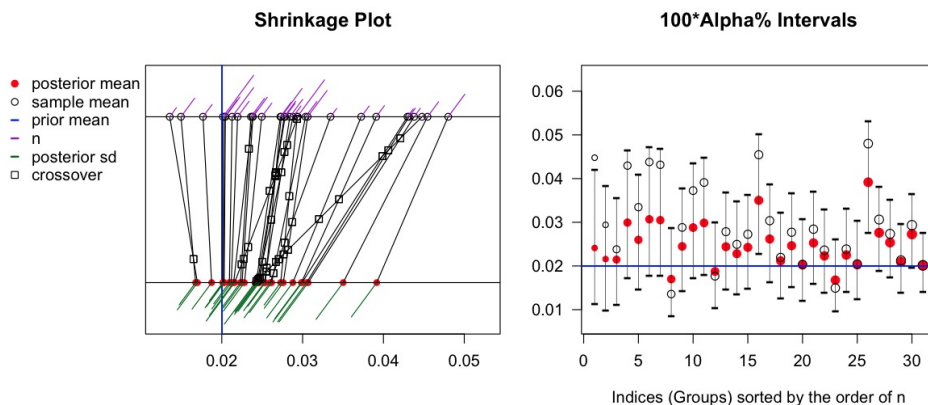 Shrinkage Plot
posterior mean
sample mean
prior mean
n
posterior sd
crossover
0.02 0.03 0.04 0.05
100*Alpha% Intervals
0.06
0.05
0.04
0.03
0.02
0.01
0 5 10 15 20 25 30
Indices (Groups) sorted by the order of n